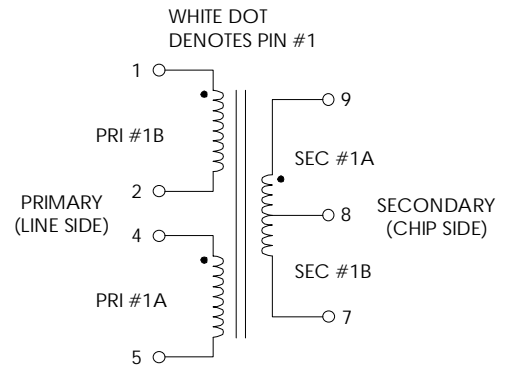 WHITE DOT
DENOTES PIN #1
1
9
PRI #1B
SEC #1A
2
PRIMARY
(LINE SIDE)
8
SECONDARY
(CHIP SIDE)
4
SEC #1B
PRI #1A
7
5